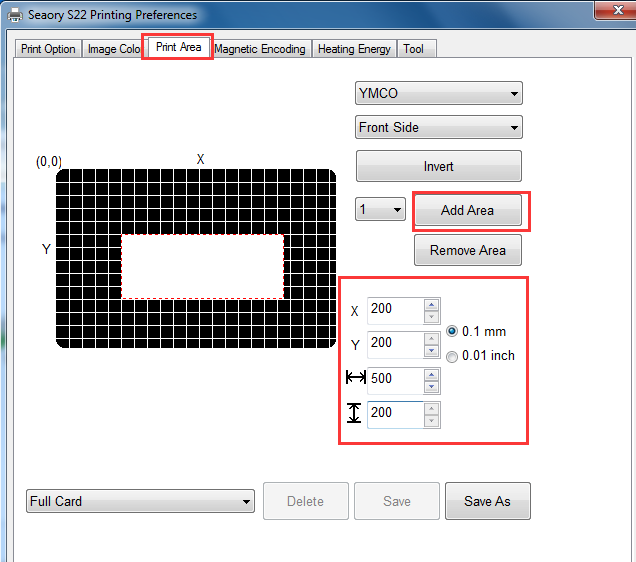 Seaory S22 Printing Preferences
Print Option Image Colo Print Area Magnetic Encoding Heating Energy Tool
YMCO
Front Side
(0,0) X
Invert
1 Add Area
Y Remove Area
X 200
0.1 mm
Y 200
0.01 inch
500
200
Full Card Delete Save Save As